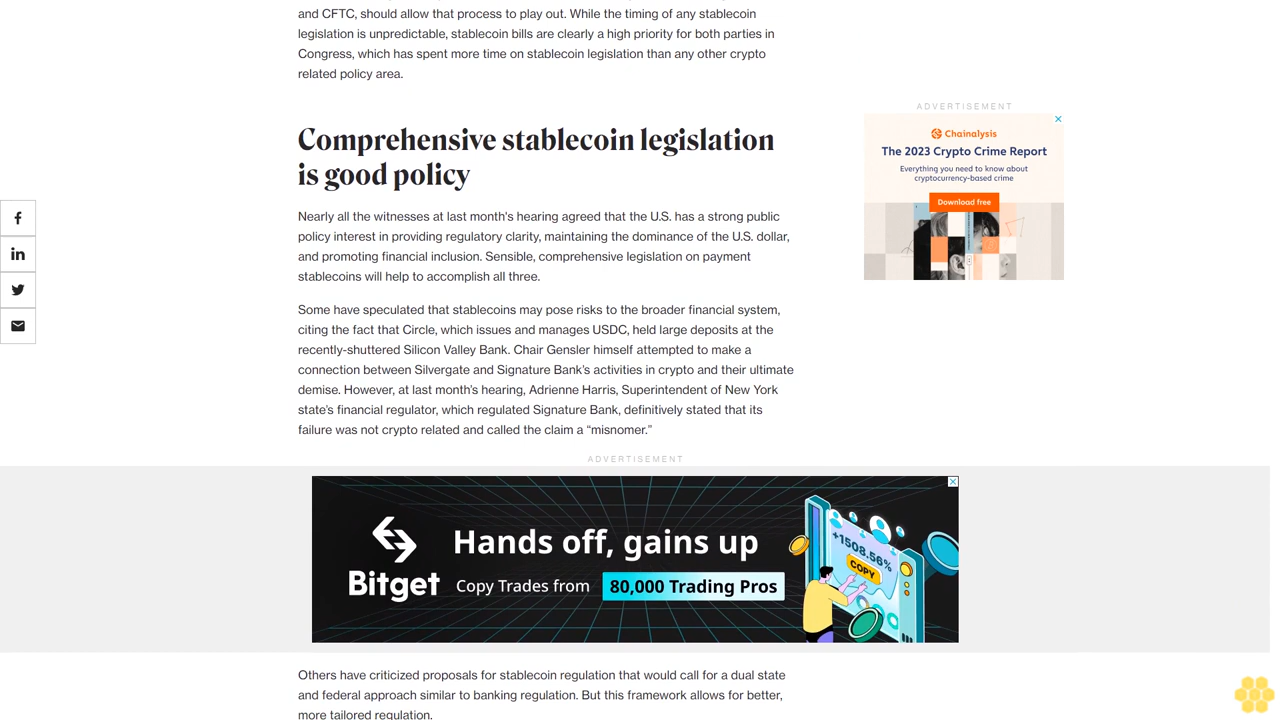 and CFTC, should allow that process to play out. While the timing of any stablecoin
legislation is unpredictable, stablecoin bills are clearly a high priority for both parties in
Congress, which has spent more time on stablecoin legislation than any other crypto
related policy area.
ADVERTISEMENT
Chainalysis
The 2023 Crypto Crime Report
Everything you need to know about
cryptocurrency-based crime
Download free
Comprehensive stablecoin legislation
is good policy
Nearly all the witnesses at last month's hearing agreed that the U.S. has a strong public
policy interest in providing regulatory clarity, maintaining the dominance of the U.S. dollar,
and promoting financial inclusion. Sensible, comprehensive legislation on payment
stablecoins will help to accomplish all three.
Some have speculated that stablecoins may pose risks to the broader financial system,
citing the fact that Circle, which issues and manages USDC, held large deposits at the
recently-shuttered Silicon Valley Bank. Chair Gensler himself attempted to make a
connection between Silvergate and Signature Bank’s activities in crypto and their ultimate
demise. However, at last month’s hearing, Adrienne Harris, Superintendent of New York
state’s financial regulator, which regulated Signature Bank, definitively stated that its
failure was not crypto related and called the claim a “misnomer.”
ADVERTISEMENT
Bitget
Hands off, gains up
Copy Trades from 80,000 Trading Pros
+1508.56%
COPY
Others have criticized proposals for stablecoin regulation that would call for a dual state
and federal approach similar to banking regulation. But this framework allows for better,
more tailored regulation.